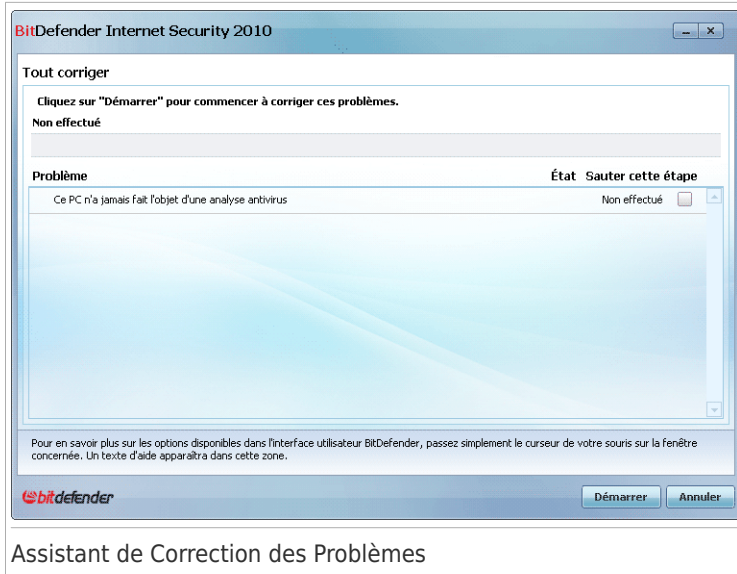 BitDefender Internet Security 2010
Tout corriger
Cliquez sur "Démarrer" pour commencer à corriger ces problèmes.
Non effectué
Problème État Sauter cette étape
Ce PC n'a jamais fait l'objet d'une analyse antivirus Non effectué
Pour en savoir plus sur les options disponibles dans l'interface utilisateur BitDefender, passez simplement le curseur de votre souris sur la fenêtre
concernée. Un texte d'aide apparaîtra dans cette zone.
bitdefender Démarrer Annuler
Assistant de Correction des Problèmes